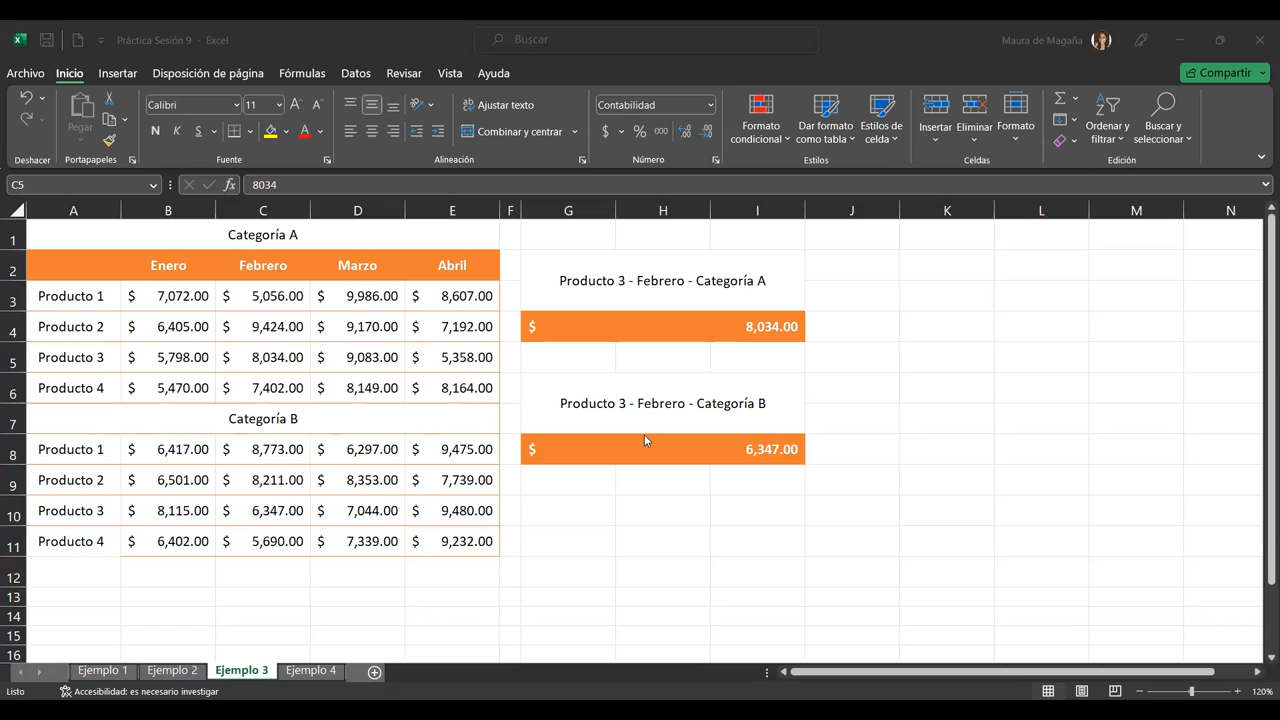 Práctica Sesión 9 - Excel
Buscar
Maura de Magaña
Archivo Inicio Insertar Disposición de página Fórmulas Datos Revisar Vista Ayuda
Compartir
Calibri 11
Ajustar texto
Contabilidad
Pegar
N K S
Combinar y centrar
$ % 000
Formato condicional
Dar formato como tabla
Estilos de celda
Insertar
Eliminar
Formato
Ordenar y filtrar
Buscar y seleccionar
Deshacer Portapapeles Fuente Alineación Número Estilos Celdas Edición
C5 fx 8034
A B C D E F G H I J K L M N
1 Categoría A
2 Enero Febrero Marzo Abril
Producto 3 - Febrero - Categoría A
3 Producto 1 $ 7,072.00 $ 5,056.00 $ 9,986.00 $ 8,607.00
4 Producto 2 $ 6,405.00 $ 9,424.00 $ 9,170.00 $ 7,192.00 $ 8,034.00
5 Producto 3 $ 5,798.00 $ 8,034.00 $ 9,083.00 $ 5,358.00
6 Producto 4 $ 5,470.00 $ 7,402.00 $ 8,149.00 $ 8,164.00
Producto 3 - Febrero - Categoría B
7 Categoría B
8 Producto 1 $ 6,417.00 $ 8,773.00 $ 6,297.00 $ 9,475.00 $ 6,347.00
9 Producto 2 $ 6,501.00 $ 8,211.00 $ 8,353.00 $ 7,739.00
10 Producto 3 $ 8,115.00 $ 6,347.00 $ 7,044.00 $ 9,480.00
11 Producto 4 $ 6,402.00 $ 5,690.00 $ 7,339.00 $ 9,232.00
12
13
14
15
16
Ejemplo 1 Ejemplo 2 Ejemplo 3 Ejemplo 4
Listo Accesibilidad: es necesario investigar 120%